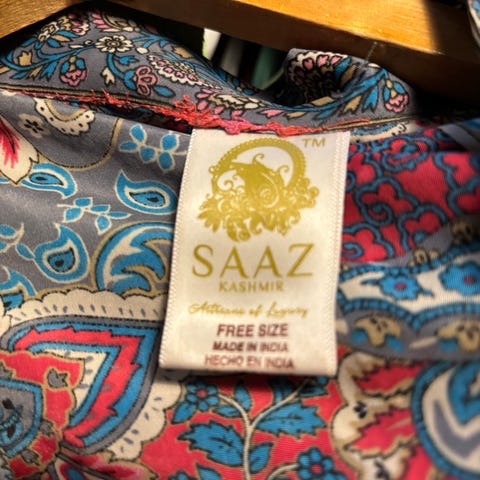 TM
SAAZ
KASHMIR
Artisans of Luxury
FREE SIZE
MADE IN INDIA
HECHO EN INDIA